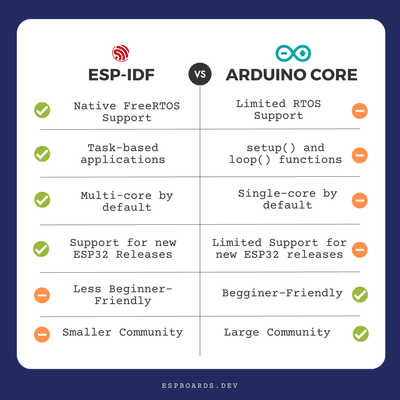 ESP-IDF
VS
ARDUINO CORE
Native FreeRTOS
Support
Limited RTOS
Support
Task-based
applications
setup() and
loop() functions
Multi-core by
default
Single-core by
default
Support for new
ESP32 Releases
Limited Support for
new ESP32 releases
Less Beginner-
Friendly
Begginer-Friendly
Smaller Community
Large Community
ESPBOARDS.DEV